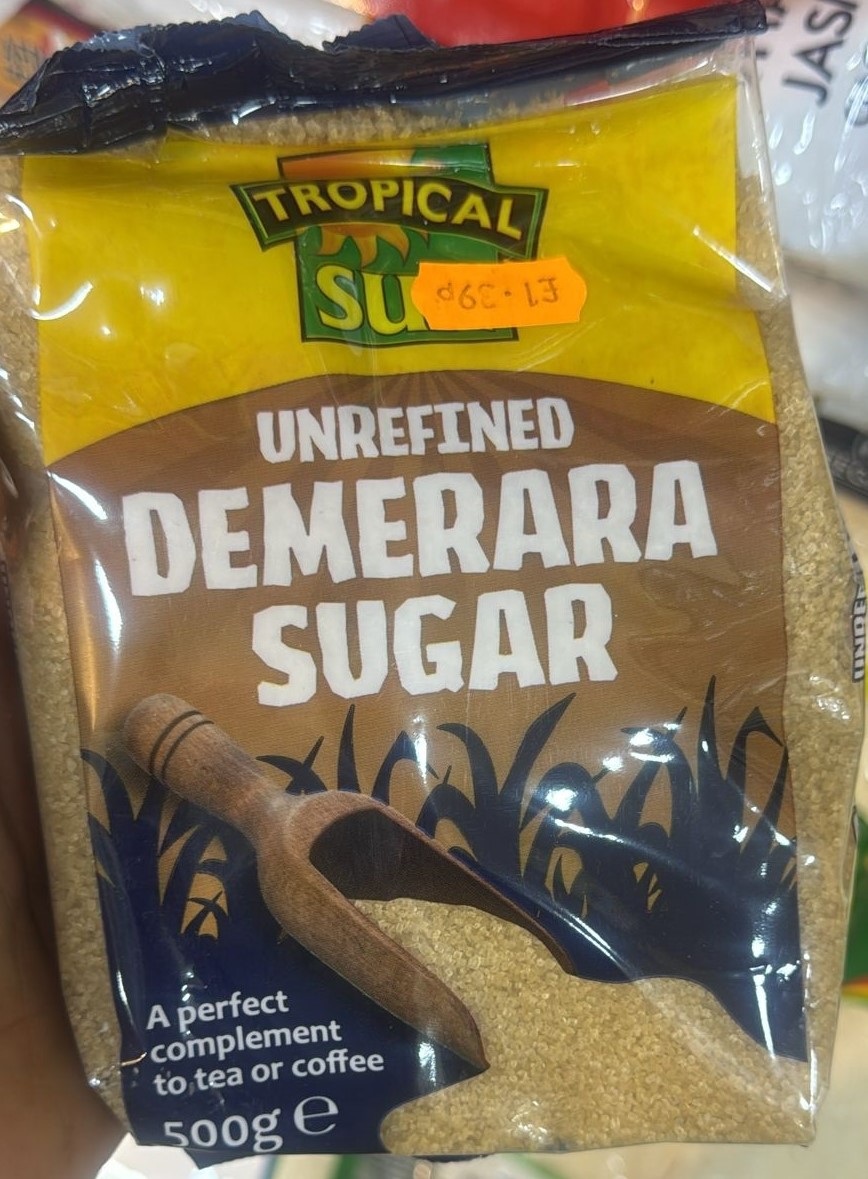 TROPICAL
£1.39p
UNREFINED
DEMERARA
SUGAR
A perfect
complement
to tea or coffee
500g e